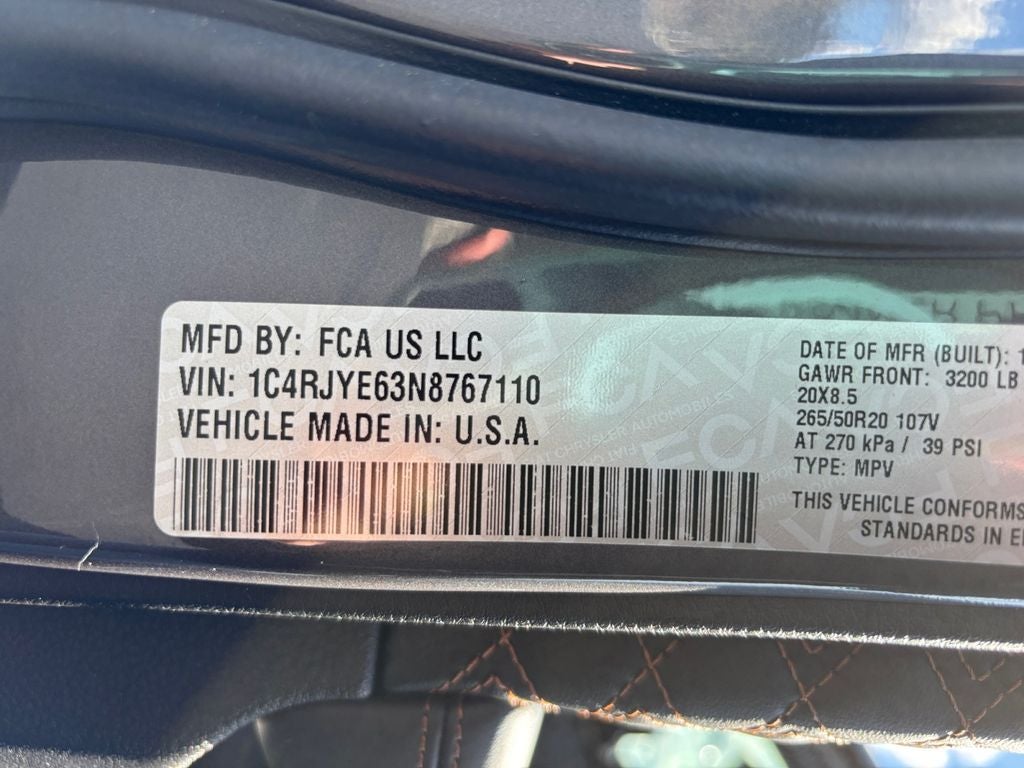 MFD BY: FCA US LLC
VIN: 1C4RJYE63N8767110
VEHICLE MADE IN: U.S.A.
DATE OF MFR (BUILT): 1
GAWR FRONT: 3200 LB
20X8.5
265/50R20 107V
AT 270 kPa / 39 PSI
TYPE: MPV
THIS VEHICLE CONFORMS
STANDARDS IN E